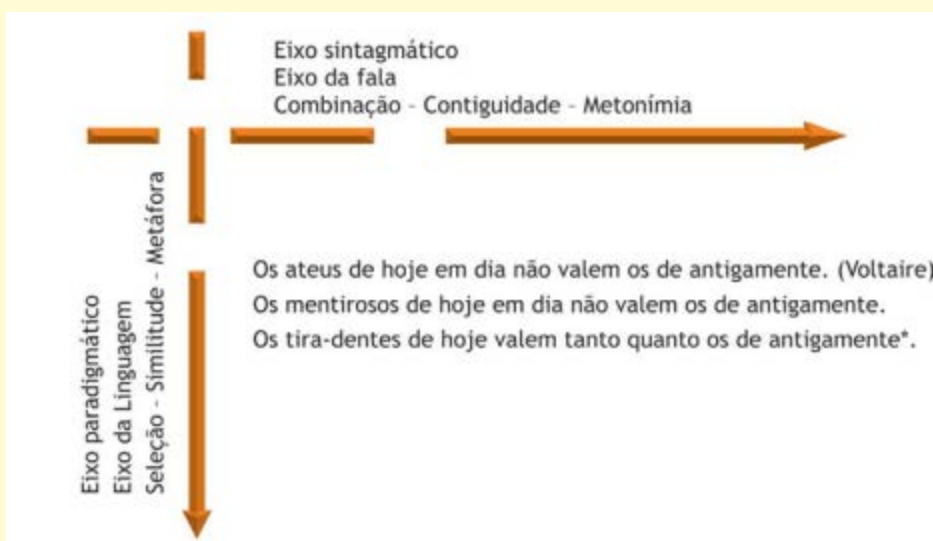 Eixo sintagmático
Eixo da fala
Combinação - Contiguidade - Metonímia
Eixo paradigmático
Eixo da Linguagem
Seleção - Similitude - Metáfora
Os ateus de hoje em dia não valem os de antigamente. (Voltaire)
Os mentirosos de hoje em dia não valem os de antigamente.
Os tira-dentes de hoje valem tanto quanto os de antigamente*.